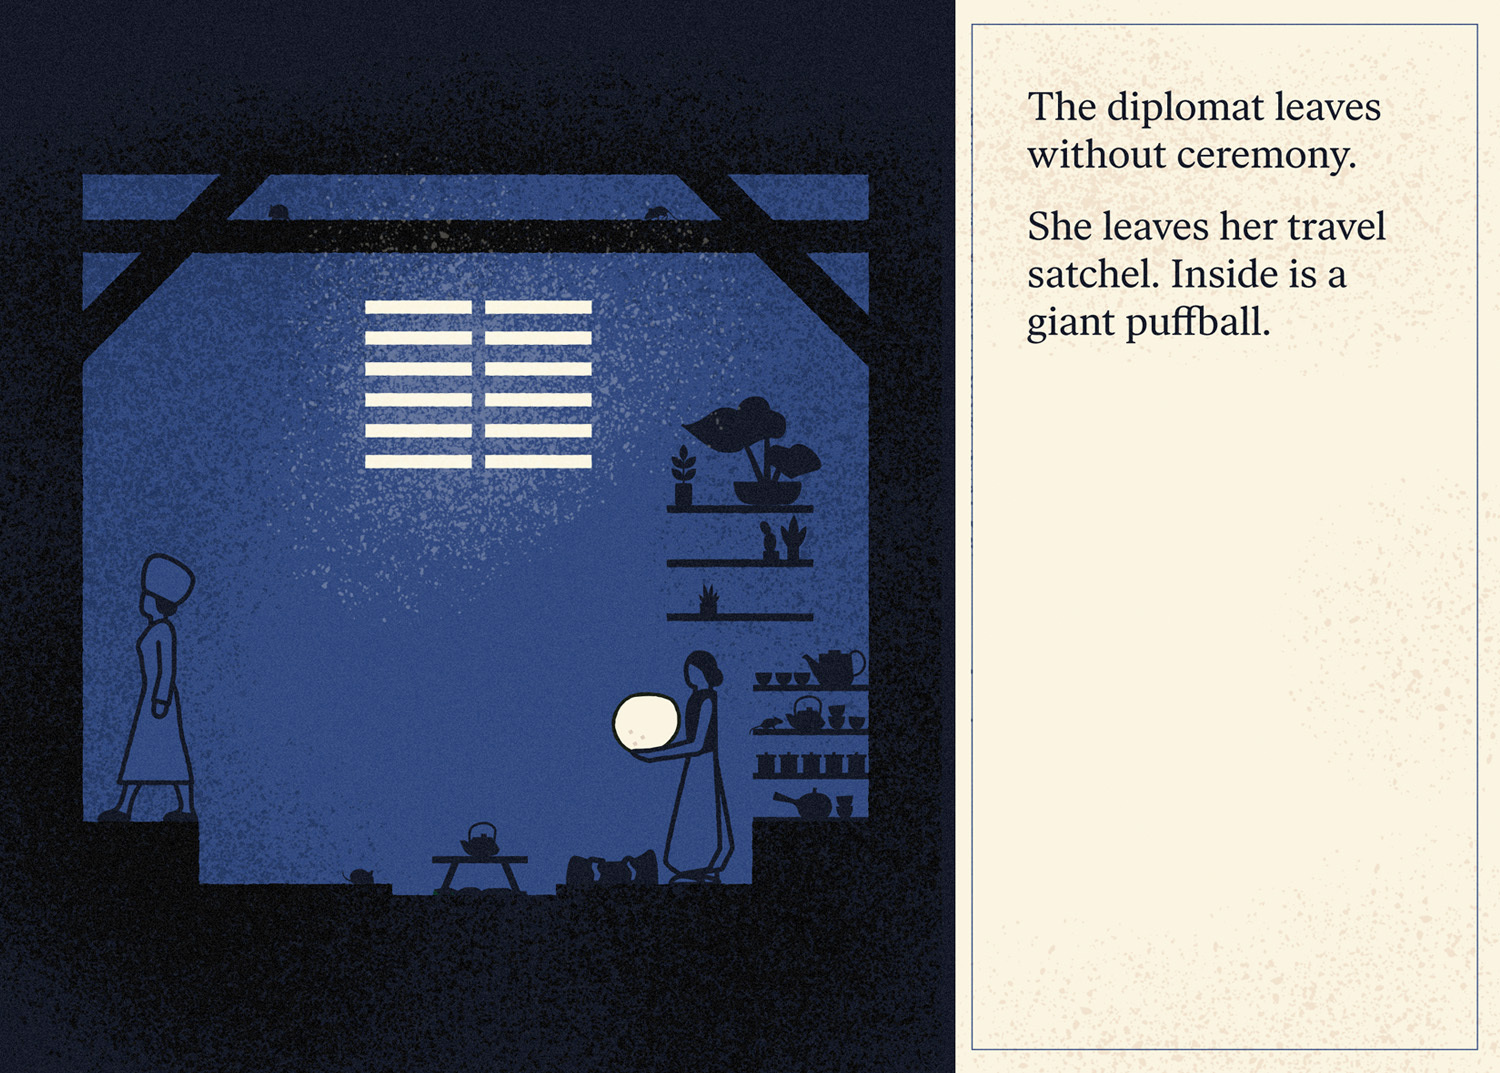 The diplomat leaves
without ceremony.
She leaves her travel
satchel. Inside is a
giant puffball.